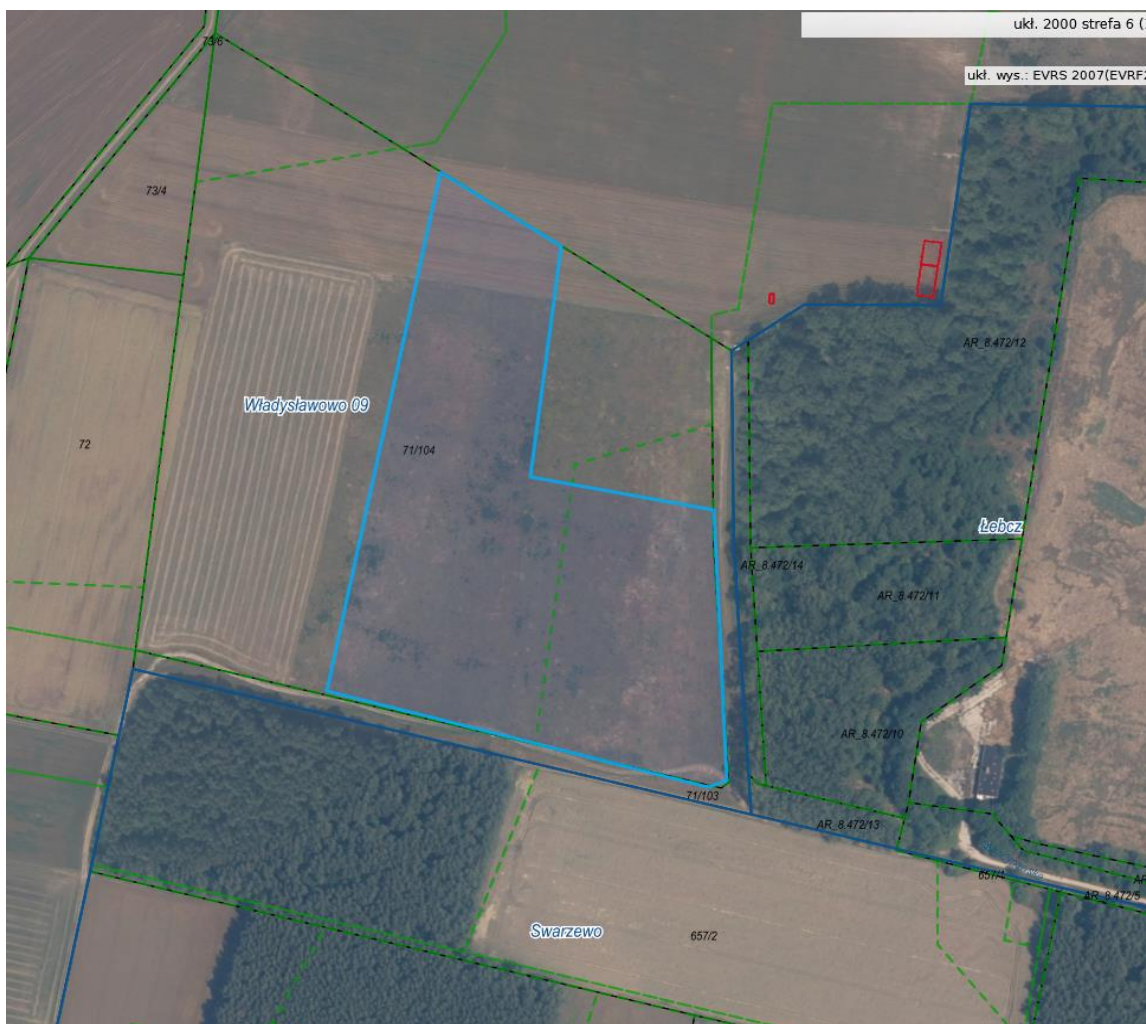 ukł. 2000 strefa 6 (
73/6
ukł. wys.: EVRS 2007(EVRF2
73/4
AR_8.472/12
Władysławowo 09
72
71/104
Łebcz
AR_8.472/14
AR_8.472/11
AR_8.472/10
71/103
AR_8.472/13
657/4
AR
AR_8.472/5
Swarzewo
657/2